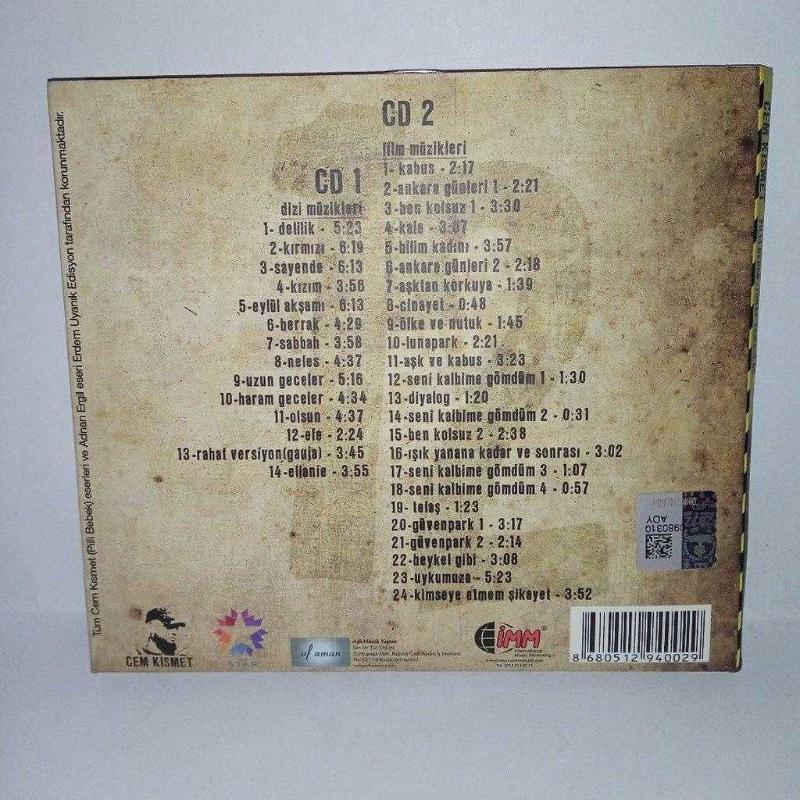 CD 1
dizi müzikleri
1- delilik - 5:23
2-kırmızı - 6:19
3-sayende - 6:13
4-kızım - 3:56
5-eylül akşamı - 6:13
6-berrak - 4:29
7-sabbah - 3:58
8-nefes - 4:37
9-uzun geceler - 5:16
10-haram geceler - 4:34
11-olsun - 4:37
12-efe - 2:24
13-rahat versiyon(gauja) - 3:45
14-ellanie - 3:55
CD 2
film müzikleri
1- kabus - 2:17
2-ankara günleri 1 - 2:21
3-ben kolsuz 1 - 3:30
4-kale - 3:07
5-bilim kadını - 3:57
6-ankara günleri 2 - 2:18
7-aşktan korkuya - 1:39
8-cinayet - 0:48
9-öfke ve nutuk - 1:45
10-lunapark - 2:21
11-aşk ve kabus - 3:23
12-seni kalbime gömdüm 1 - 1:30
13-diyalog - 1:20
14-seni kalbime gömdüm 2 - 0:31
15-ben kolsuz 2 - 2:38
16-ışık yanana kadar ve sonrası - 3:02
17-seni kalbime gömdüm 3 - 1:07
18-seni kalbime gömdüm 4 - 0:57
19- telaş - 1:23
20-güvenpark 1 - 3:17
21-güvenpark 2 - 2:14
22-heykel gibi - 3:08
23-uykumuza - 5:23
24-kimseye etmem şikayet - 3:52
Tüm Cem Kısmet (Pilli Bebek) eserleri ve Adnan Ergil eseri Erdem Uyanık Edisyon tarafından korunmaktadır.
CEM KISMET
STAR
of aman
iMM
International
Music Marketing
0980310
ADY
8 680512 940029